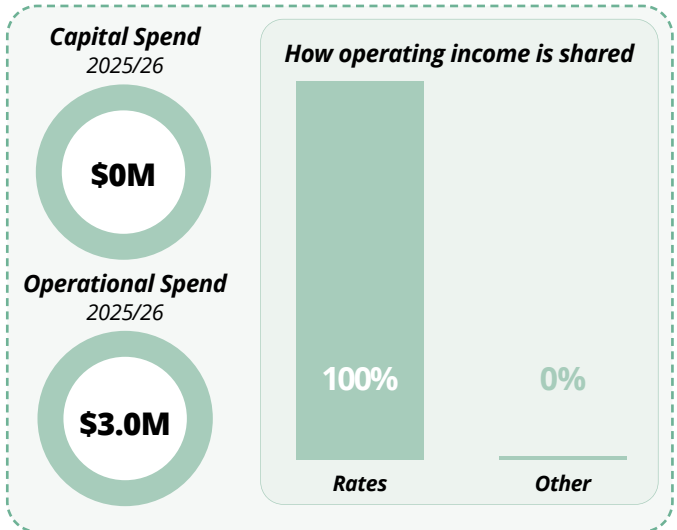 Capital Spend
2025/26
$0M
Operational Spend
2025/26
$3.0M
How operating income is shared
100%
0%
Rates
Other